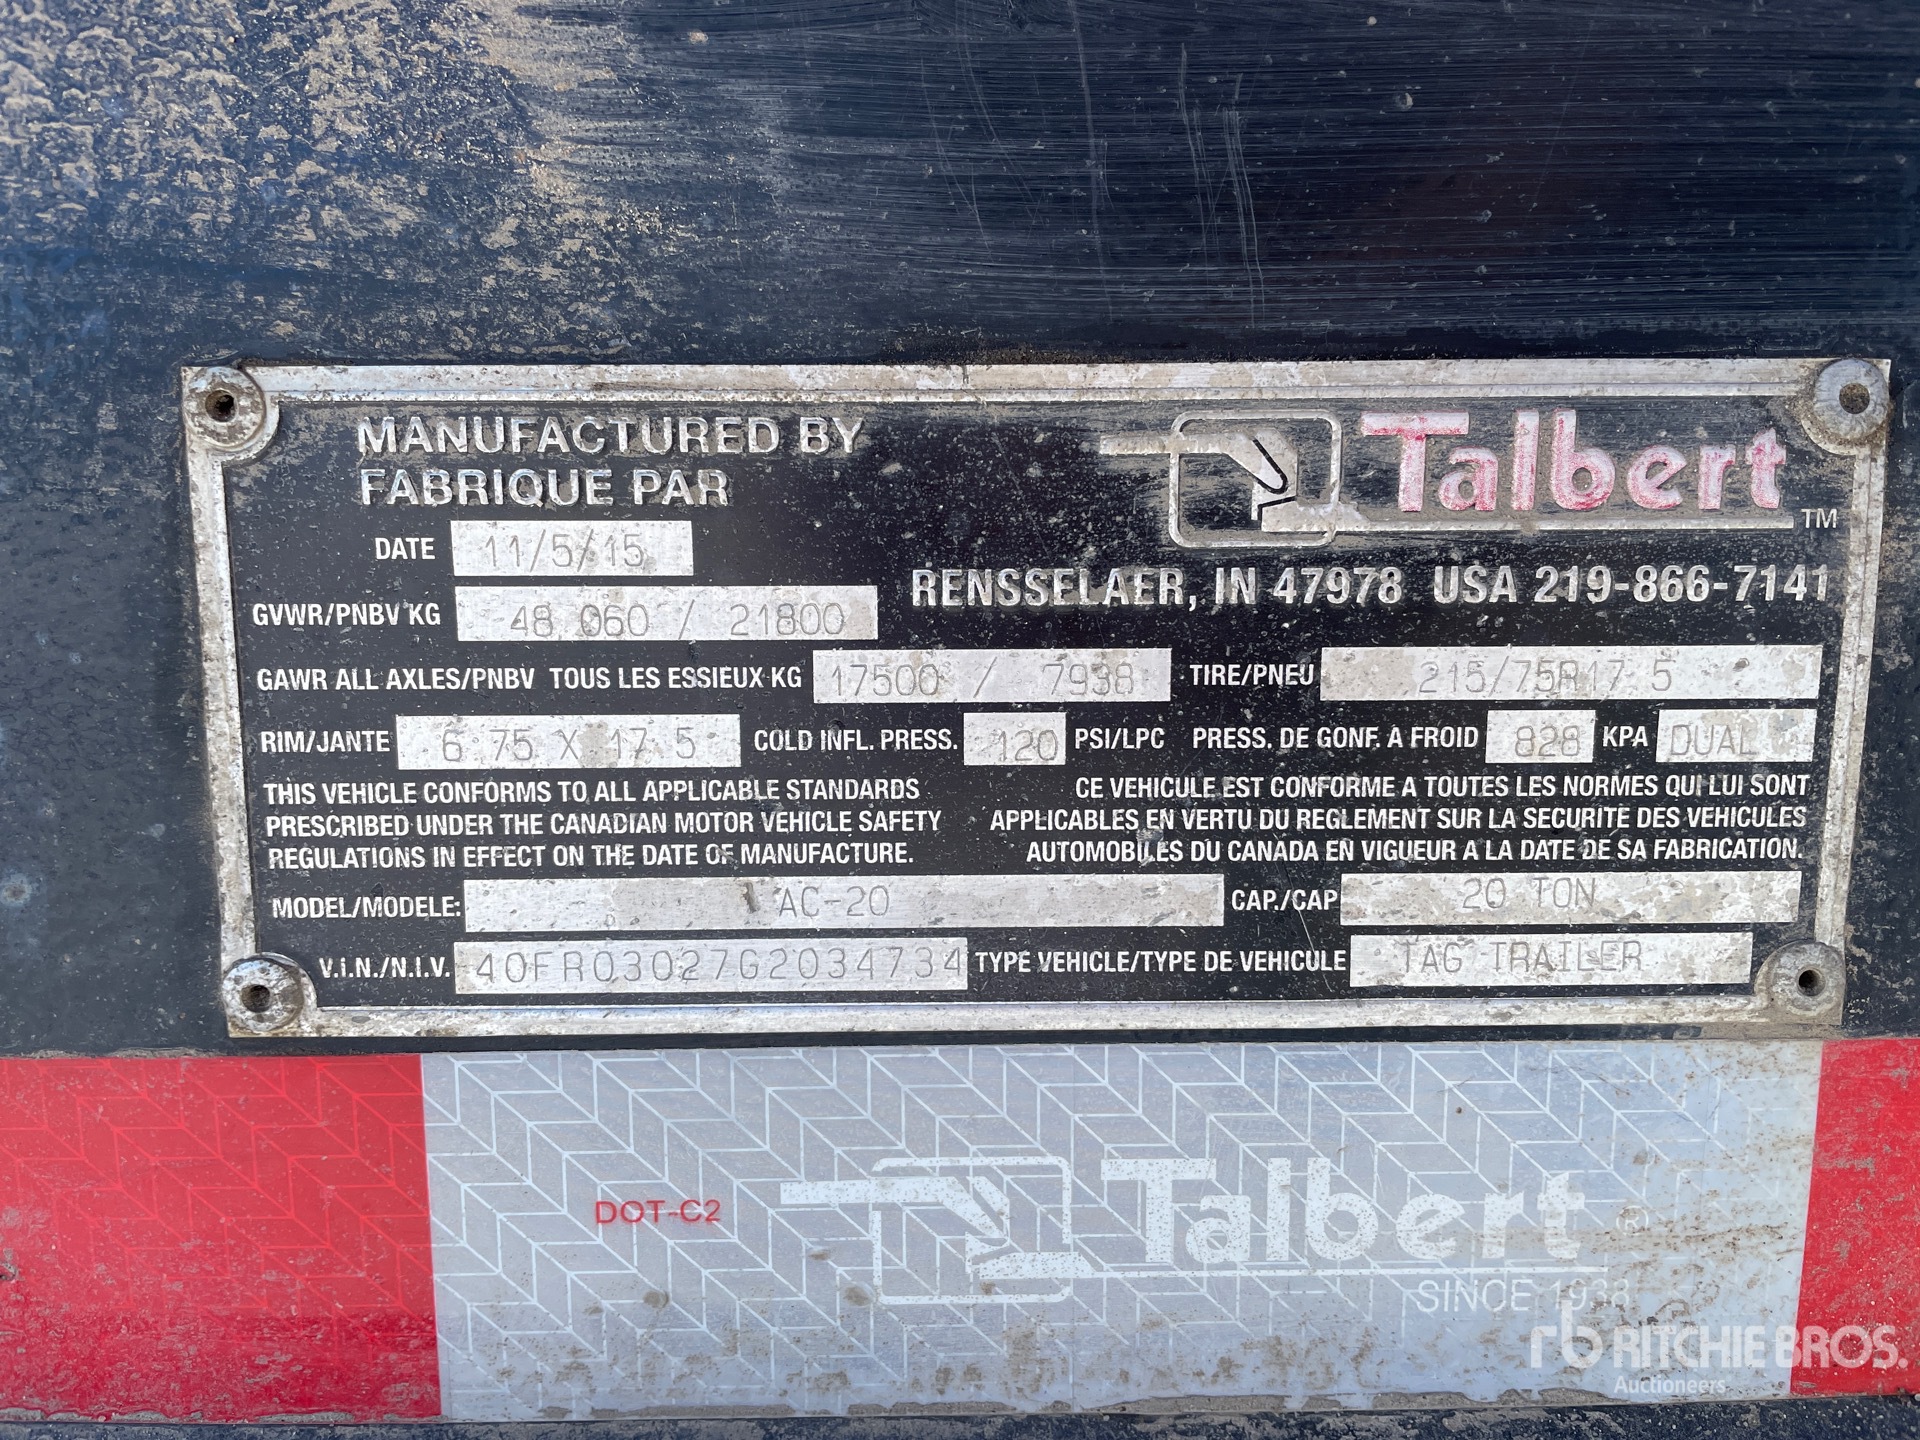 MANUFACTURED BY
FABRIQUE PAR
Talbert TM
DATE 11/5/15
RENSSELAER, IN 47978 USA 219-866-7141
GVWR/PNBV KG 48,060 / 21800
GAWR ALL AXLES/PNBV TOUS LES ESSIEUX KG 17500 / 7938 TIRE/PNEU 215/75R17.5
RIM/JANTE 6.75 X 17.5 COLD INFL. PRESS. 120 PSI/LPC PRESS. DE GONF. A FROID 828 KPA DUAL
THIS VEHICLE CONFORMS TO ALL APPLICABLE STANDARDS
PRESCRIBED UNDER THE CANADIAN MOTOR VEHICLE SAFETY
REGULATIONS IN EFFECT ON THE DATE OF MANUFACTURE.
CE VEHICULE EST CONFORME A TOUTES LES NORMES QUI LUI SONT
APPLICABLES EN VERTU DU REGLEMENT SUR LA SECURITE DES VEHICULES
AUTOMOBILES DU CANADA EN VIGUEUR A LA DATE DE SA FABRICATION.
MODEL/MODELE: AC-20 CAP./CAP 20 TON
V.I.N./N.I.V. 40FR03027G2034734 TYPE VEHICLE/TYPE DE VEHICULE TAG TRAILER
DOT-C2
Talbert ®
SINCE 1938
rb RITCHIE BROS.
Auctioneers